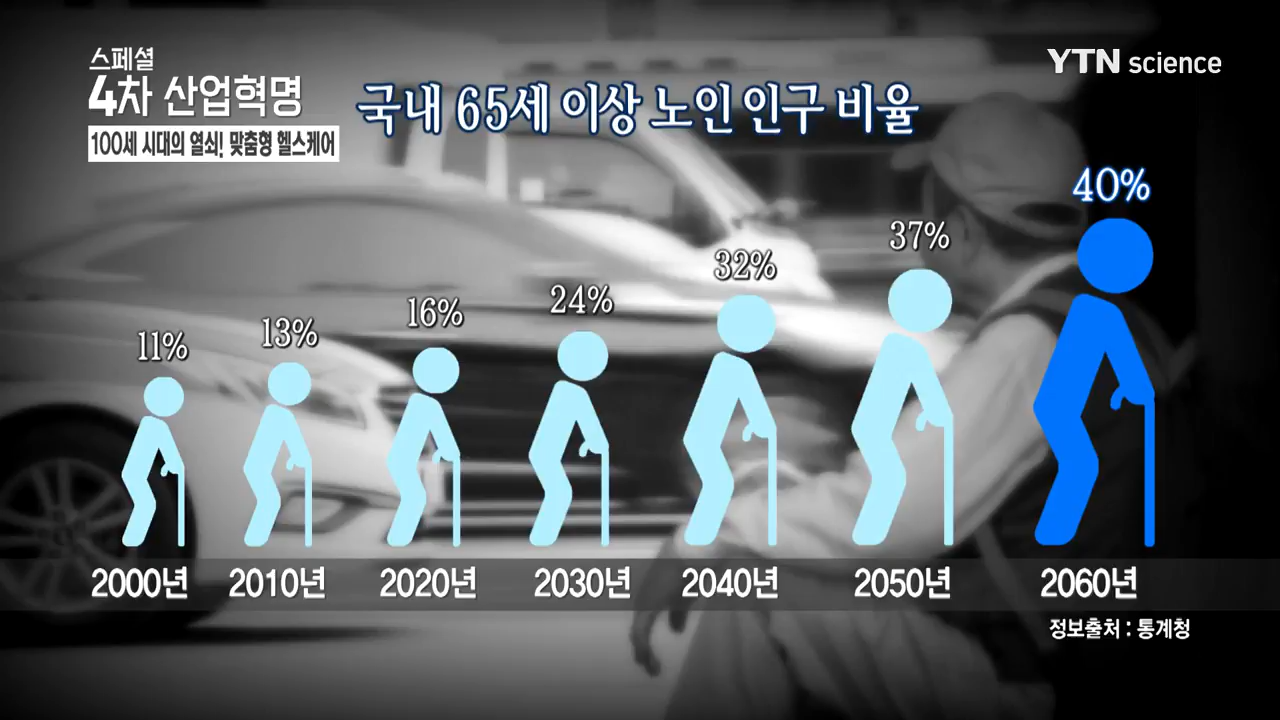 스페셜
4차 산업혁명
100세 시대의 열쇠! 맞춤형 헬스케어
YTN science
국내 65세 이상 노인 인구 비율
11%
13%
16%
24%
32%
37%
40%
2000년
2010년
2020년
2030년
2040년
2050년
2060년
정보출처 : 통계청